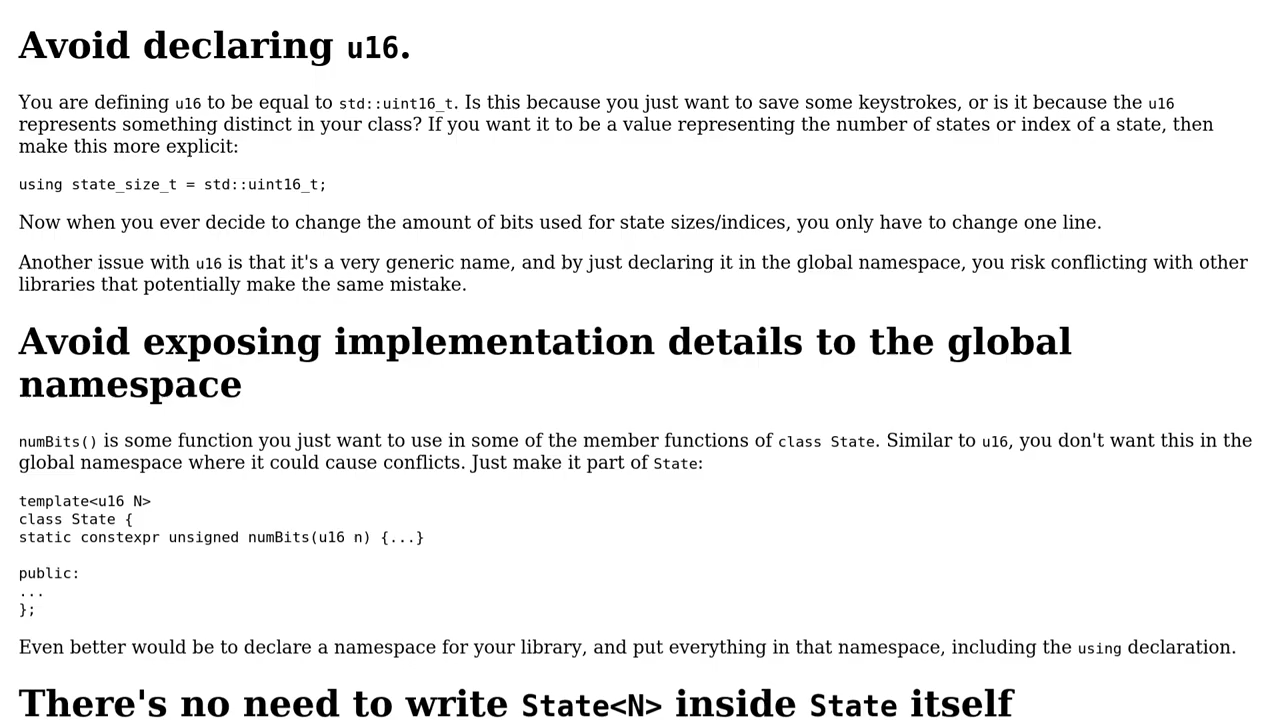 Avoid declaring u16.
You are defining u16 to be equal to std::uint16_t. Is this because you just want to save some keystrokes, or is it because the u16
represents something distinct in your class? If you want it to be a value representing the number of states or index of a state, then
make this more explicit:
using state_size_t = std::uint16_t;
Now when you ever decide to change the amount of bits used for state sizes/indices, you only have to change one line.
Another issue with u16 is that it's a very generic name, and by just declaring it in the global namespace, you risk conflicting with other
libraries that potentially make the same mistake.
Avoid exposing implementation details to the global
namespace
numBits() is some function you just want to use in some of the member functions of class State. Similar to u16, you don't want this in the
global namespace where it could cause conflicts. Just make it part of State:
template<u16 N>
class State {
static constexpr unsigned numBits(u16 n) {...}
public:
...
};
Even better would be to declare a namespace for your library, and put everything in that namespace, including the using declaration.
There's no need to write State<N> inside State itself